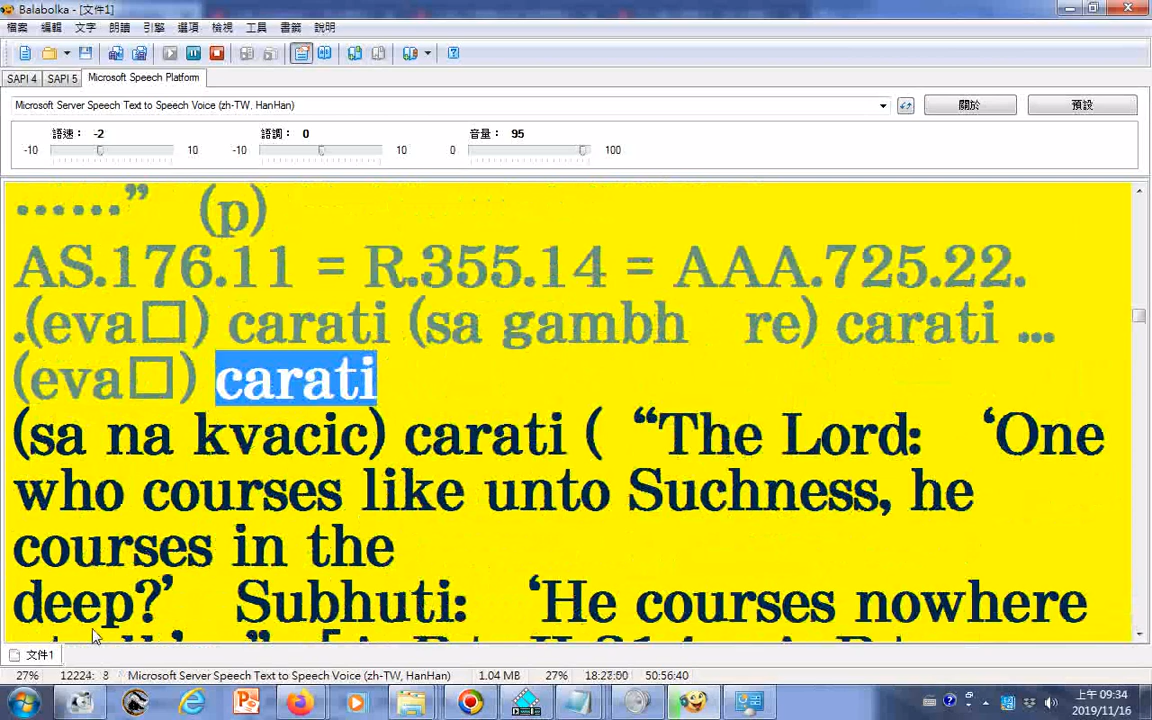 Balabolka - [文件1]
檔案 編輯 文字 朗讀 引擎 選項 檢視 工具 書籤 說明
SAPI 4 SAPI 5 Microsoft Speech Platform
Microsoft Server Speech Text to Speech Voice (zh-TW, HanHan) 關於 預設
語速： -2 語調： 0 音量： 95
-10 10 -10 10 0 100
......” (p)
AS.176.11 = R.355.14 = AAA.725.22.
.(eva□) carati (sa gambh re) carati ...
(eva□) carati
(sa na kvacic) carati ( “The Lord: ‘One
who courses like unto Suchness, he
courses in the
deep?’ Subhuti: ‘He courses nowhere
文件1
27% 12224: 8 Microsoft Server Speech Text to Speech Voice (zh-TW, HanHan) 1.04 MB 27% 18:22:00 50:56:40
上午 09:34
2019/11/16